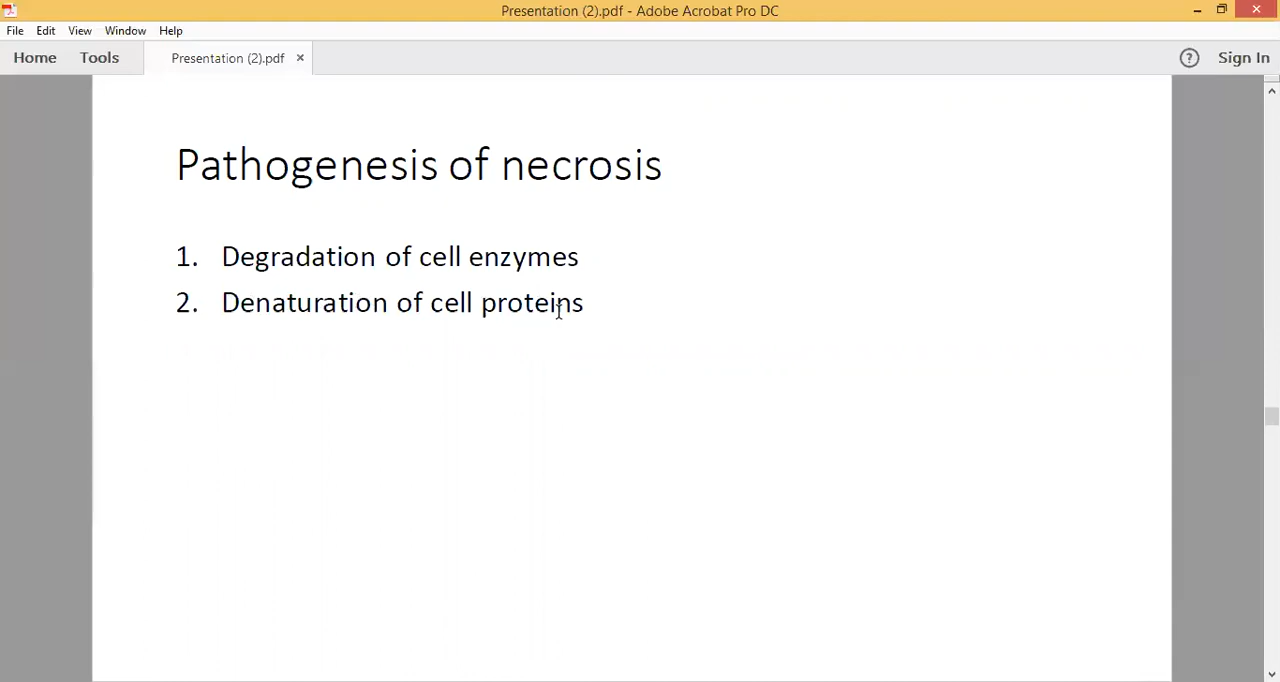 Presentation (2).pdf - Adobe Acrobat Pro DC
File Edit View Window Help
Home Tools Presentation (2).pdf × ? Sign In
Pathogenesis of necrosis
1. Degradation of cell enzymes
2. Denaturation of cell proteins